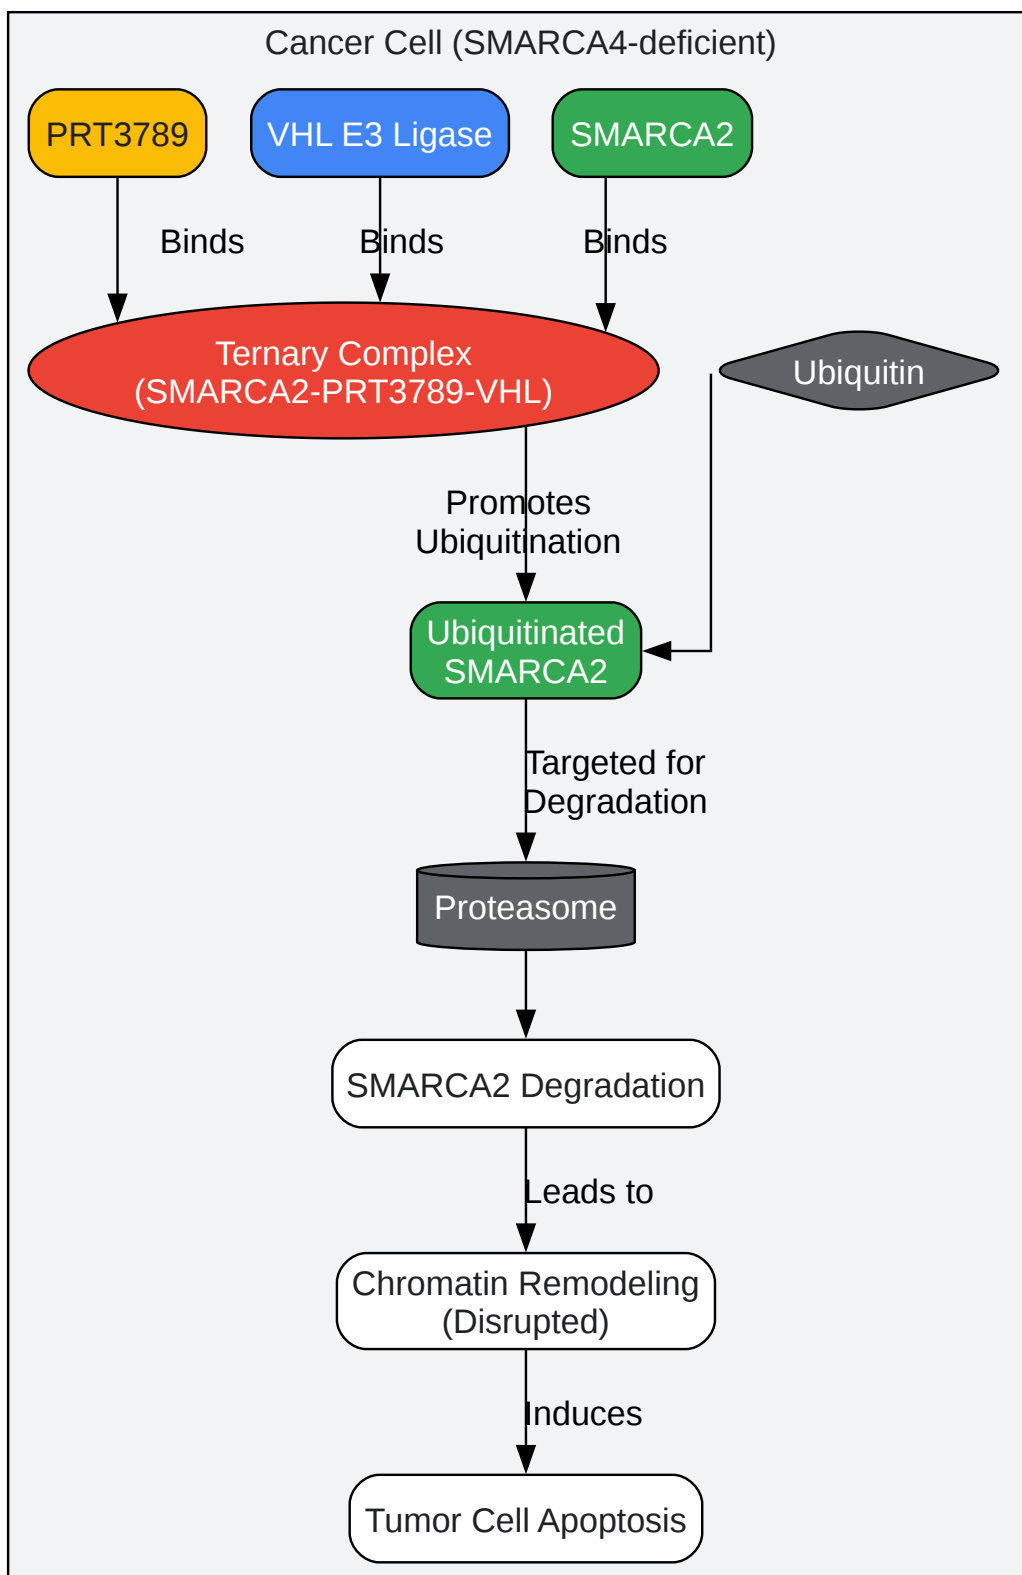 Cancer Cell (SMARCA4-deficient)
PRT3789
VHL E3 Ligase
SMARCA2
Binds
Binds
Binds
Ternary Complex
(SMARCA2-PRT3789-VHL)
Ubiquitin
Promotes
Ubiquitination
Ubiquitinated
SMARCA2
Targeted for
Degradation
Proteasome
SMARCA2 Degradation
Leads to
Chromatin Remodeling
(Disrupted)
Induces
Tumor Cell Apoptosis